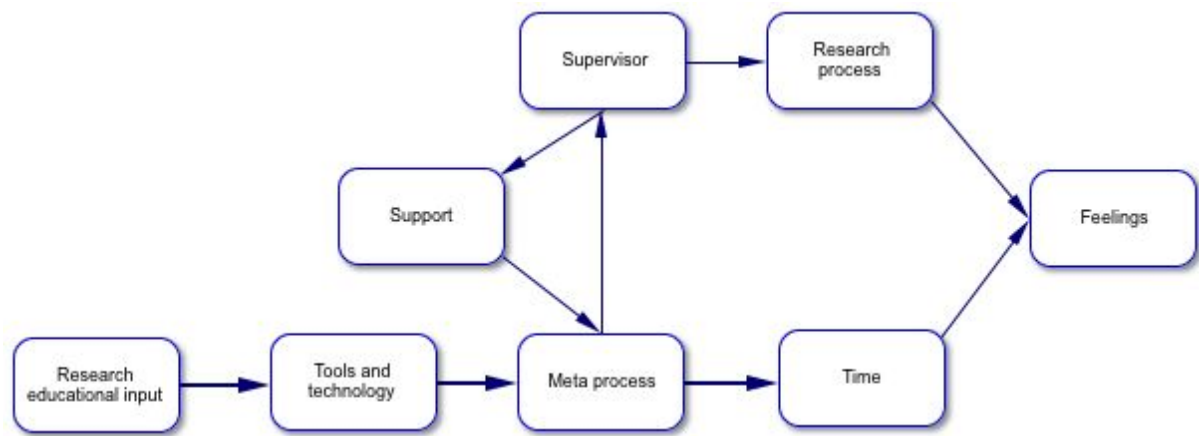 Supervisor
Research
process
Support
Feelings
Research
educational input
Tools and
technology
Meta process
Time